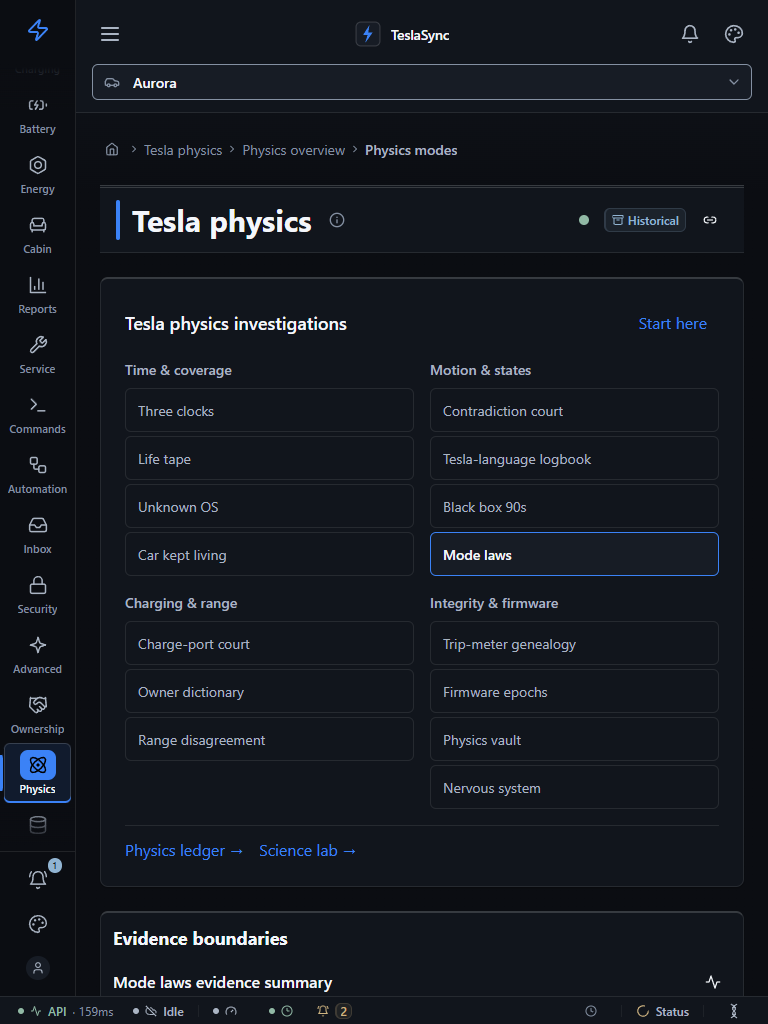 TeslaSync
Aurora
Tesla physics > Physics overview > Physics modes
Tesla physics
Historical
Tesla physics investigations
Start here
Time & coverage
Three clocks
Life tape
Unknown OS
Car kept living
Motion & states
Contradiction court
Tesla-language logbook
Black box 90s
Mode laws
Charging & range
Charge-port court
Owner dictionary
Range disagreement
Integrity & firmware
Trip-meter genealogy
Firmware epochs
Physics vault
Nervous system
Physics ledger →
Science lab →
Evidence boundaries
Mode laws evidence summary
Charging
Battery
Energy
Cabin
Reports
Service
Commands
Automation
Inbox
Security
Advanced
Ownership
Physics
1
API · 159ms
Idle
2
Status